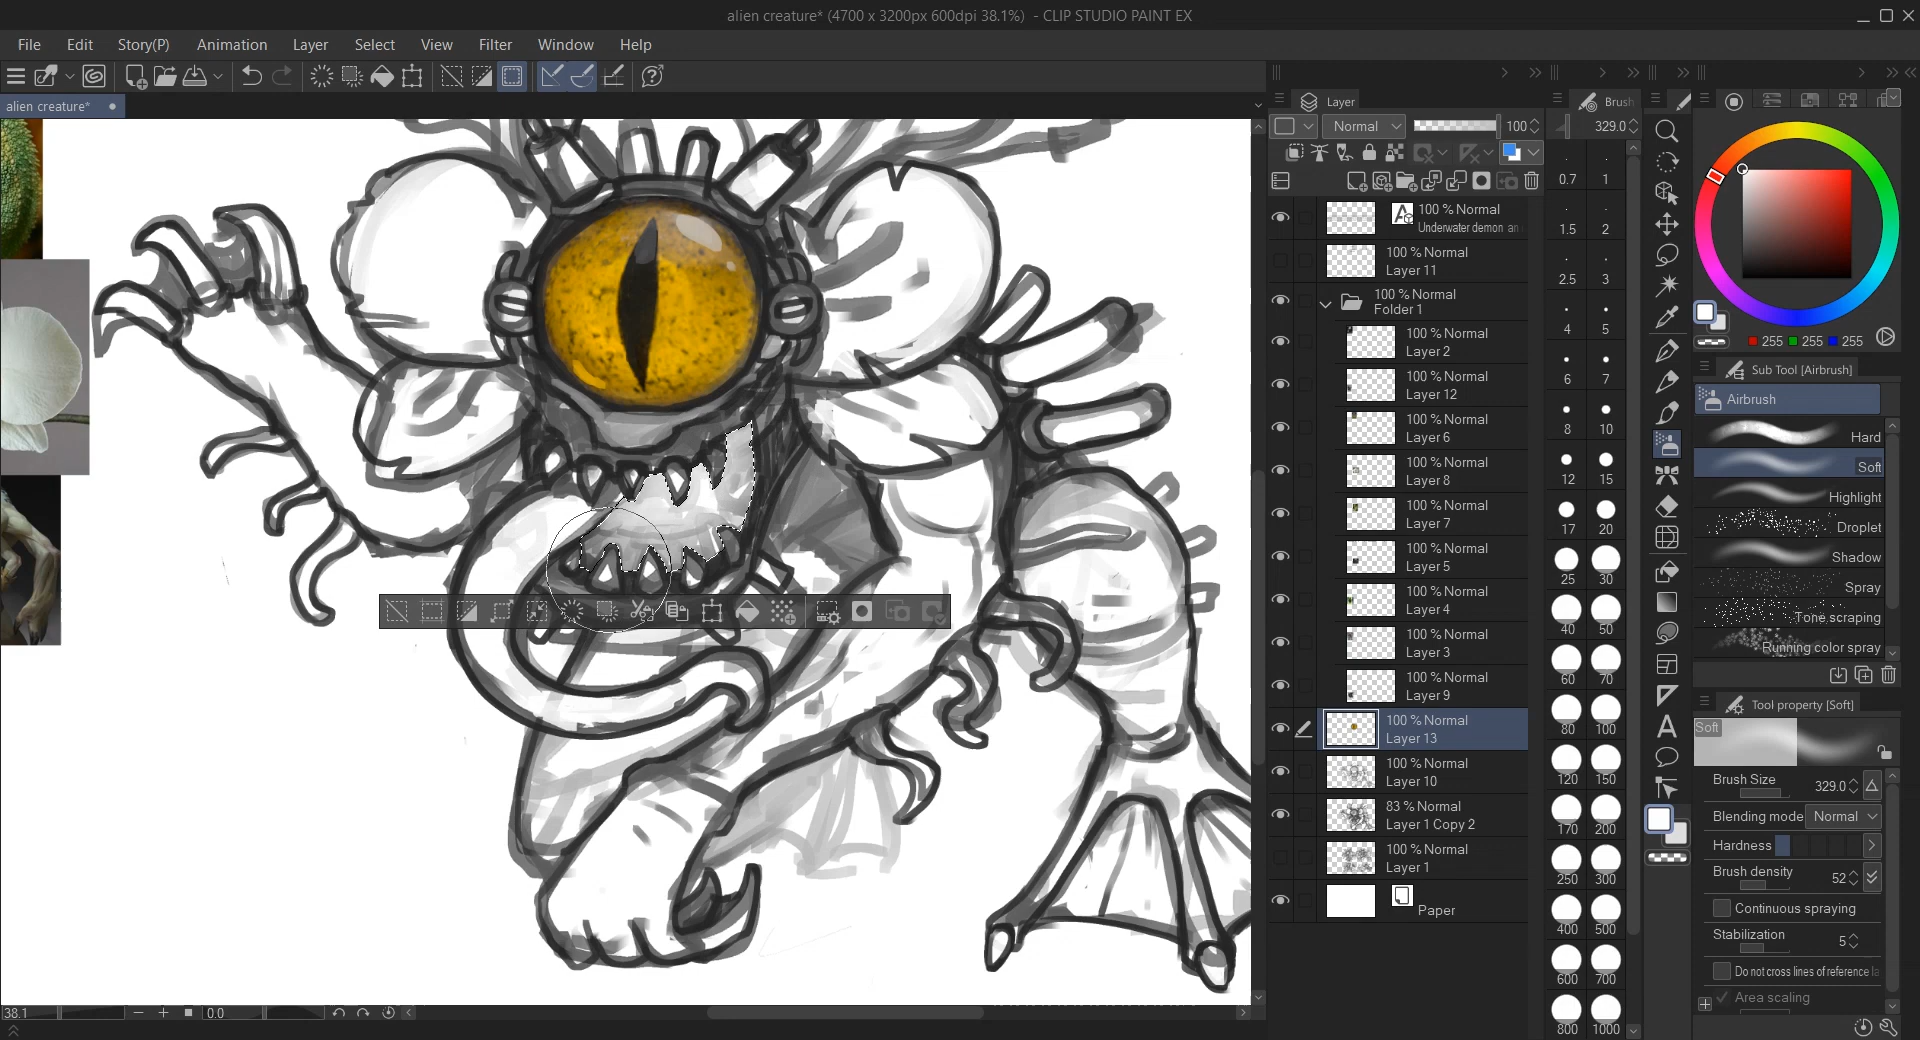 alien creature* (4700 x 3200px 600dpi 38.1%) - CLIP STUDIO PAINT EX
File Edit Story(P) Animation Layer Select View Filter Window Help
alien creature*
Layer
Normal 100
100 % Normal
Underwater demon an
100 % Normal
Layer 11
100 % Normal
Folder 1
100 % Normal
Layer 2
100 % Normal
Layer 12
100 % Normal
Layer 6
100 % Normal
Layer 8
100 % Normal
Layer 7
100 % Normal
Layer 5
100 % Normal
Layer 4
100 % Normal
Layer 3
100 % Normal
Layer 9
100 % Normal
Layer 13
100 % Normal
Layer 10
83 % Normal
Layer 1 Copy 2
100 % Normal
Layer 1
Paper
Brush
329.0
0.7 1
1.5 2
2.5 3
4 5
6 7
8 10
12 15
17 20
25 30
40 50
60 70
80 100
120 150
170 200
250 300
400 500
600 700
800 1000
255 255 255
Sub Tool [Airbrush]
Airbrush
Hard
Soft
Highlight
Droplet
Shadow
Spray
Tone scraping
Running color spray
Tool property [Soft]
Soft
Brush Size 329.0
Blending mode Normal
Hardness
Brush density 52
Continuous spraying
Stabilization 5
Do not cross lines of reference la
Area scaling
38.1 0.0